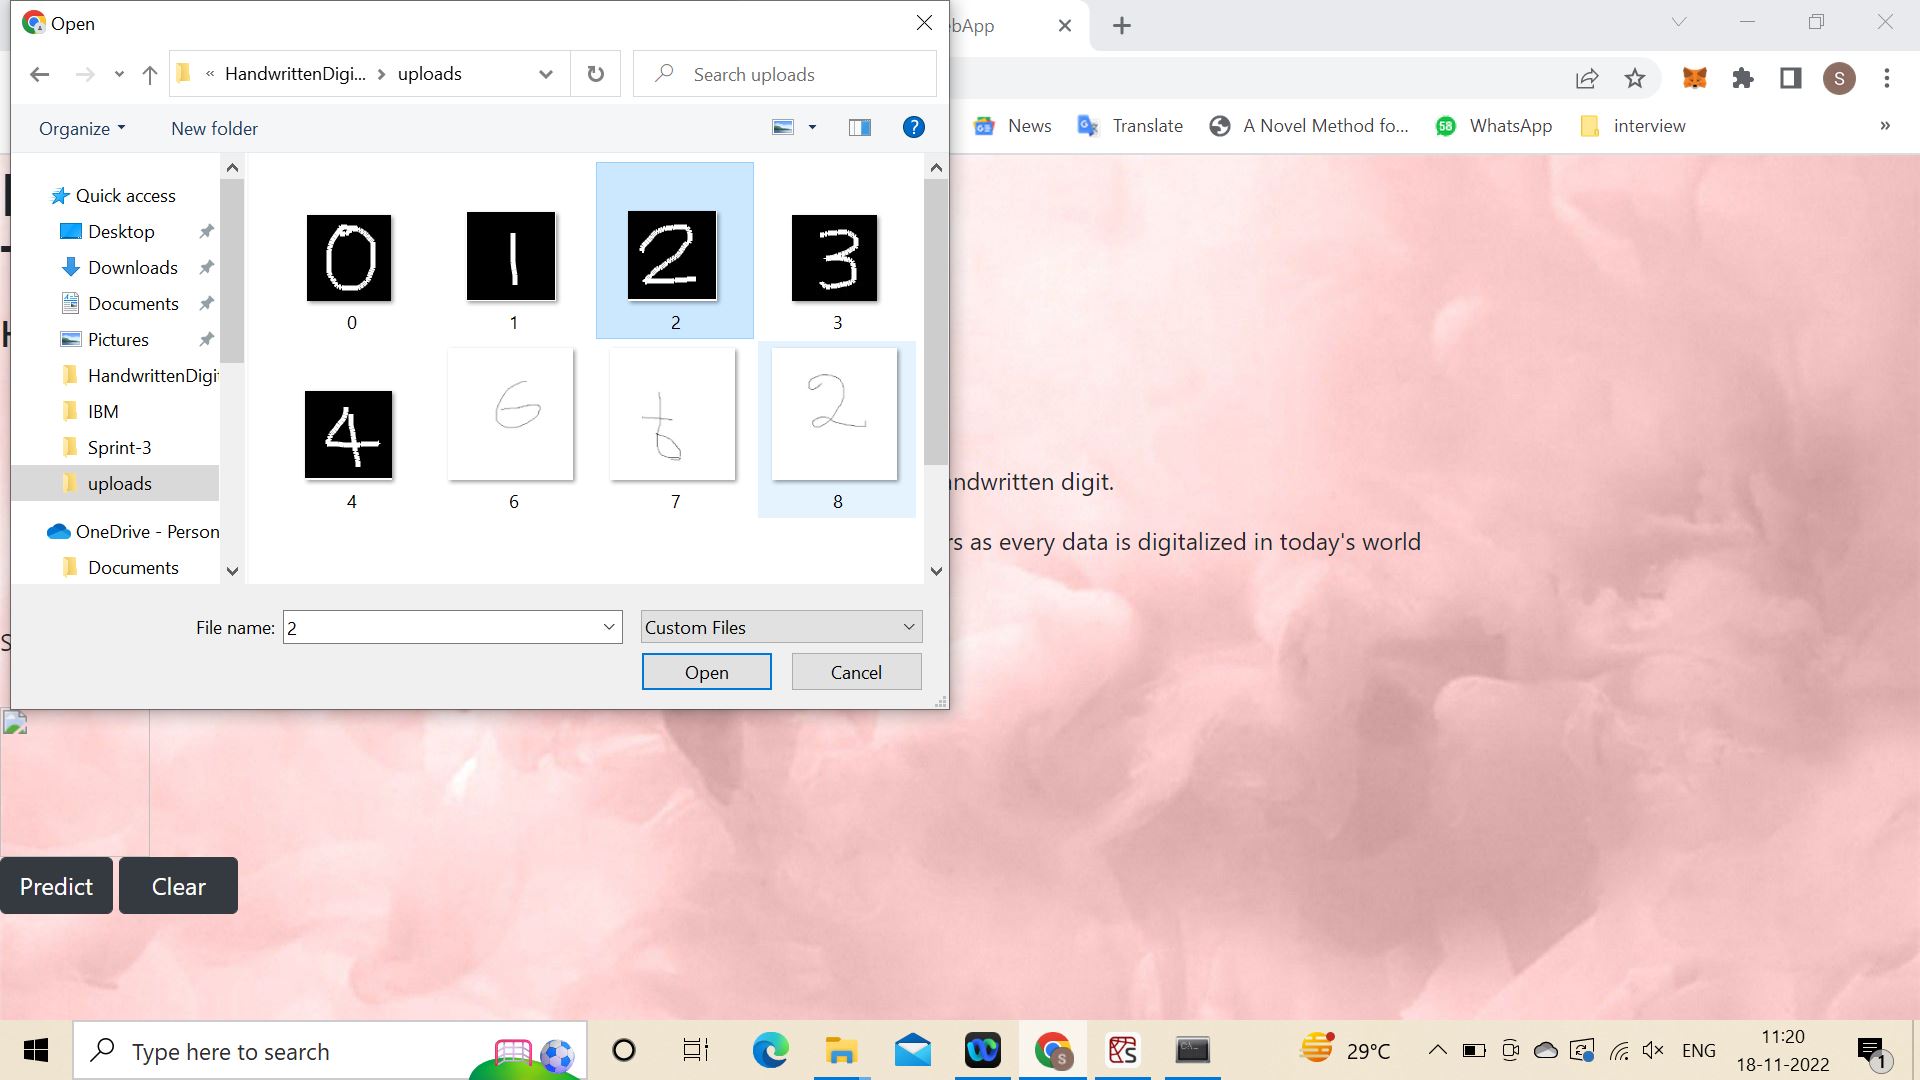 Open
bApp
« HandwrittenDigi... > uploads
Search uploads
Organize
New folder
News
Translate
A Novel Method fo...
58
WhatsApp
interview
»
S
Quick access
Desktop
Downloads
Documents
Pictures
HandwrittenDigi
IBM
Sprint-3
uploads
OneDrive - Person
Documents
0
1
2
3
0
1
2
3
4
6
2
4
6
7
8
File name:
2
Custom Files
Open
Cancel
ndwritten digit.
rs as every data is digitalized in today's world
S
Predict
Clear
Type here to search
S
29°C
ENG
11:20
18-11-2022
1